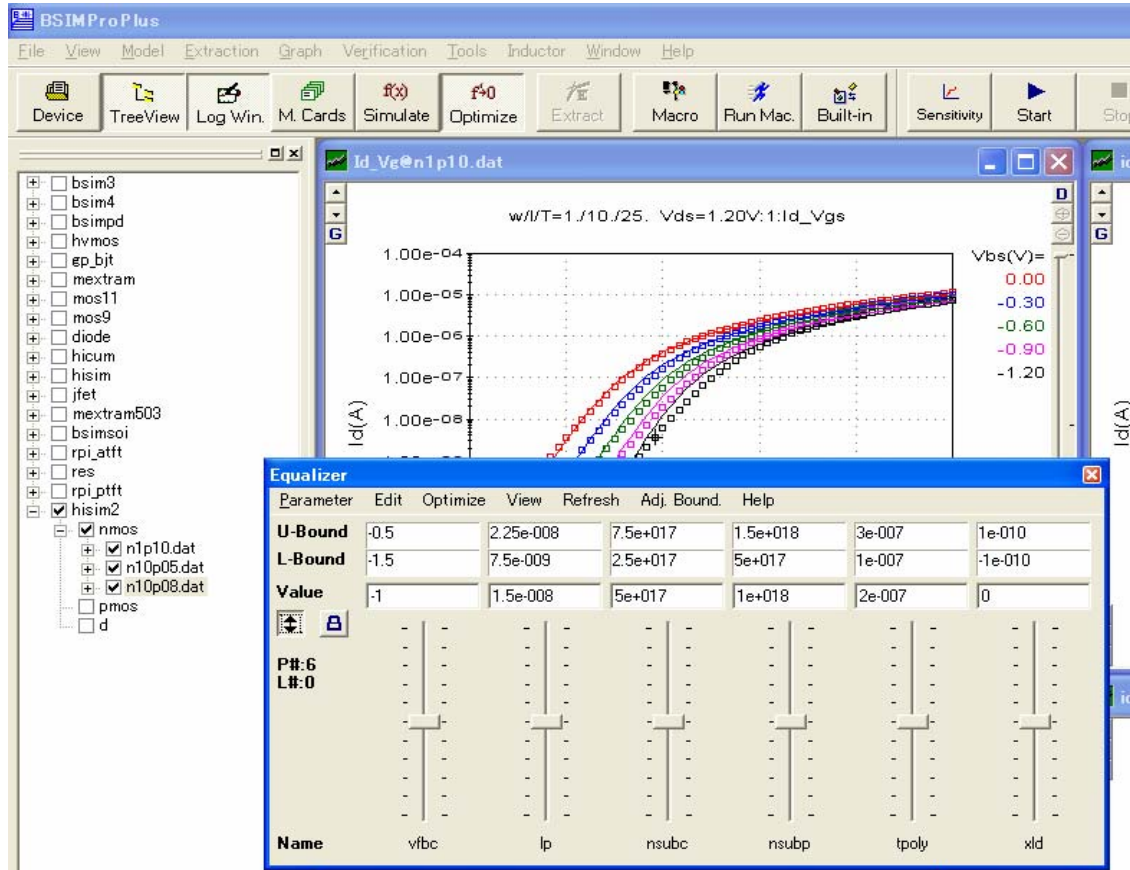 BSIMProPlus
File View Model Extraction Graph Verification Tools Inductor Window Help
Device TreeView Log Win. M. Cards Simulate Optimize Extract Macro Run Mac. Built-in Sensitivity Start Stop
f(x) f→0
bsim3
bsim4
bsimpd
hvmos
gp_bjt
mextram
mos11
mos9
diode
hicum
hisim
jfet
mextram503
bsimsoi
rpi_atft
res
rpi_ptft
hisim2
nmos
n1p10.dat
n10p05.dat
n10p08.dat
pmos
d
Id_Vg@n1p10.dat
D
G
w/l/T=1./10./25. Vds=1.20V:1:Id_Vgs
1.00e-04
1.00e-05
1.00e-06
1.00e-07
1.00e-08
Id(A)
Vbs(V)=
0.00
-0.30
-0.60
-0.90
-1.20
G
Id(A)
Equalizer
Parameter Edit Optimize View Refresh Adj. Bound. Help
U-Bound -0.5 2.25e-008 7.5e+017 1.5e+018 3e-007 1e-010
L-Bound -1.5 7.5e-009 2.5e+017 5e+017 1e-007 -1e-010
Value -1 1.5e-008 5e+017 1e+018 2e-007 0
P#:6
L#:0
Name vfbc lp nsubc nsubp tpoly xld